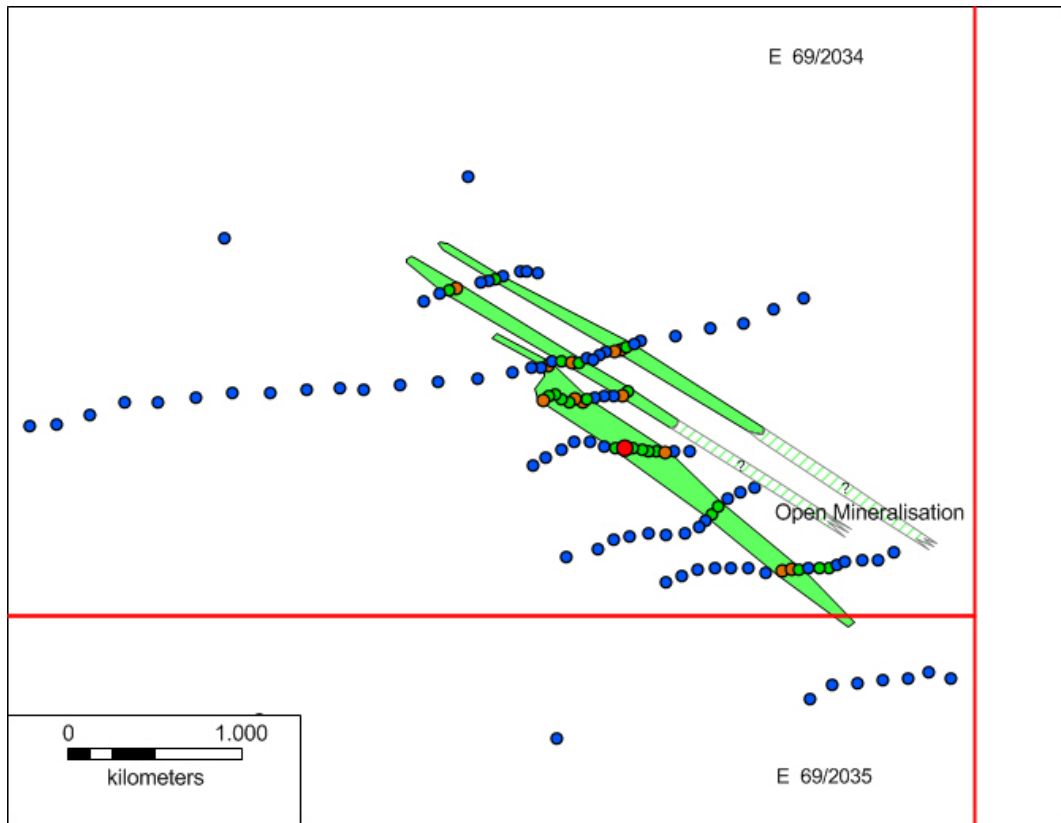 E 69/2034
?
?
Open Mineralisation
0 1.000
kilometers
E 69/2035